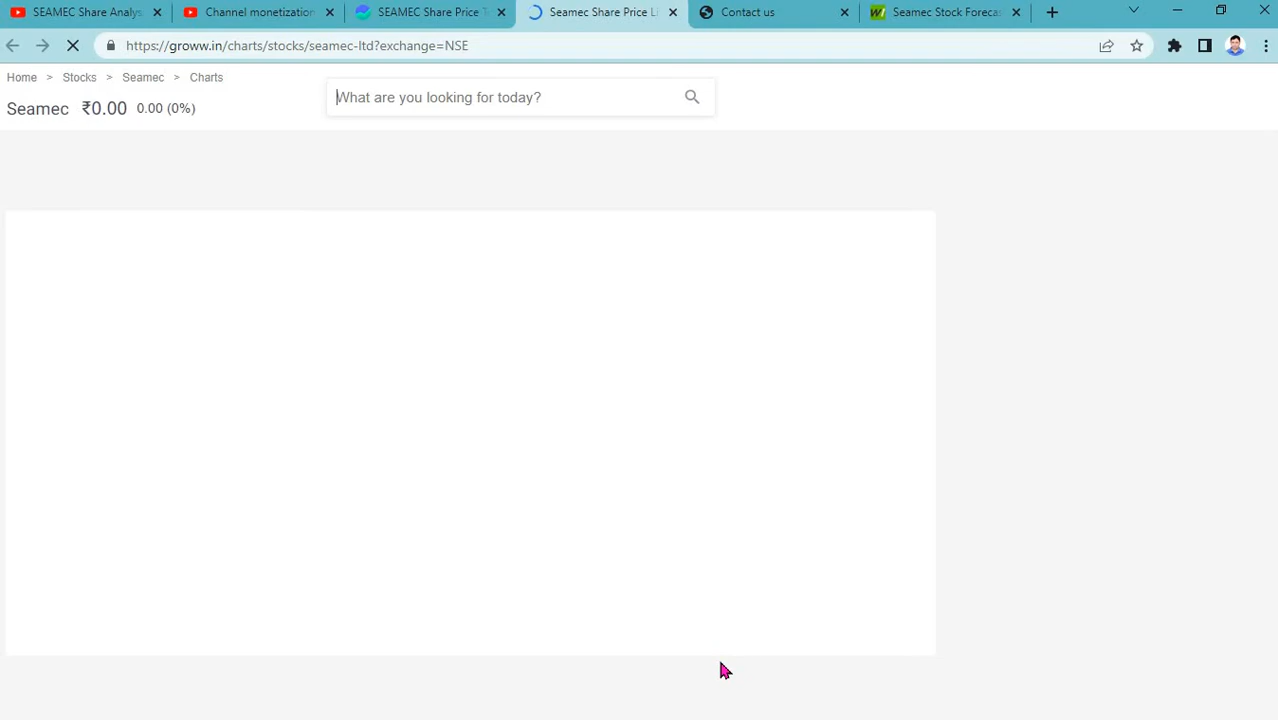 SEAMEC Share Analys
Channel monetization
SEAMEC Share Price T
Seamec Share Price Li
Contact us
Seamec Stock Forecas
https://groww.in/charts/stocks/seamec-ltd?exchange=NSE
Home > Stocks > Seamec > Charts
What are you looking for today?
Seamec ₹0.00 0.00 (0%)